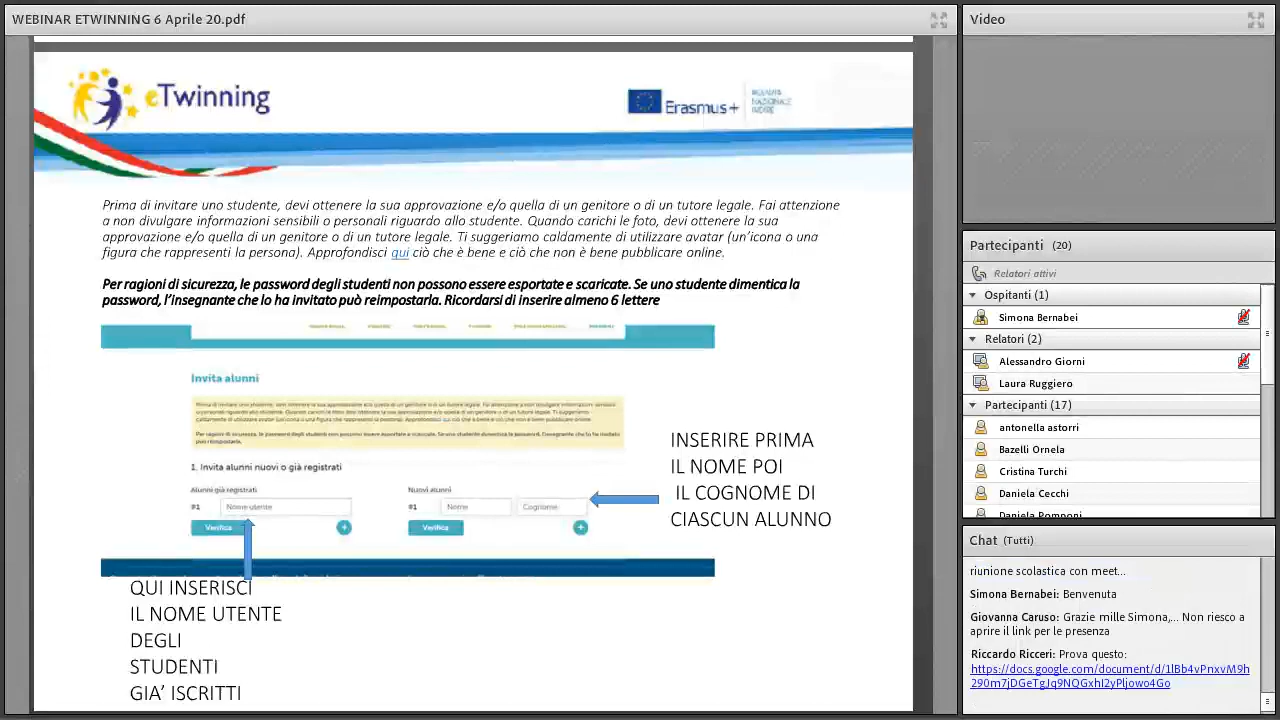 WEBINAR ETWINNING 6 Aprile 20.pdf
eTwinning
Erasmus+
Prima di invitare uno studente, devi ottenere la sua approvazione e/o quella di un genitore o di un tutore legale. Fai attenzione
a non divulgare informazioni sensibili o personali riguardo allo studente. Quando carichi le foto, devi ottenere la sua
approvazione e/o quella di un genitore o di un tutore legale. Ti suggeriamo caldamente di utilizzare avatar (un'icona o una
figura che rappresenti la persona). Approfondisci qui ciò che è bene e ciò che non è bene pubblicare online.
Per ragioni di sicurezza, le password degli studenti non possono essere esportate e scaricate. Se uno studente dimentica la
password, l'insegnante che lo ha invitato può reimpostarla. Ricordarsi di inserire almeno 6 lettere
Invita alunni
1. Invita alunni nuovi o già registrati
Alunni già registrati
#1 Nome utente
Verifica +
Nuovi alunni
#1 Nome Cognome
Verifica +
INSERIRE PRIMA
IL NOME POI
IL COGNOME DI
CIASCUN ALUNNO
QUI INSERISCI
IL NOME UTENTE
DEGLI
STUDENTI
GIA' ISCRITTI
Video
Partecipanti (20)
Relatori attivi
Ospitanti (1)
Simona Bernabei
Relatori (2)
Alessandro Giorni
Laura Ruggiero
Partecipanti (17)
antonella astorri
Bazelli Ornela
Cristina Turchi
Daniela Cecchi
Daniela Pomponi
Chat (Tutti)
riunione scolastica con meet...
Simona Bernabei: Benvenuta
Giovanna Caruso: Grazie mille Simona,... Non riesco a
aprire il link per le presenza
Riccardo Ricceri: Prova questo:
https://docs.google.com/document/d/1lBb4vPnxvM9h
290m7jDGeTgJq9NQGxhI2yPljowo4Go